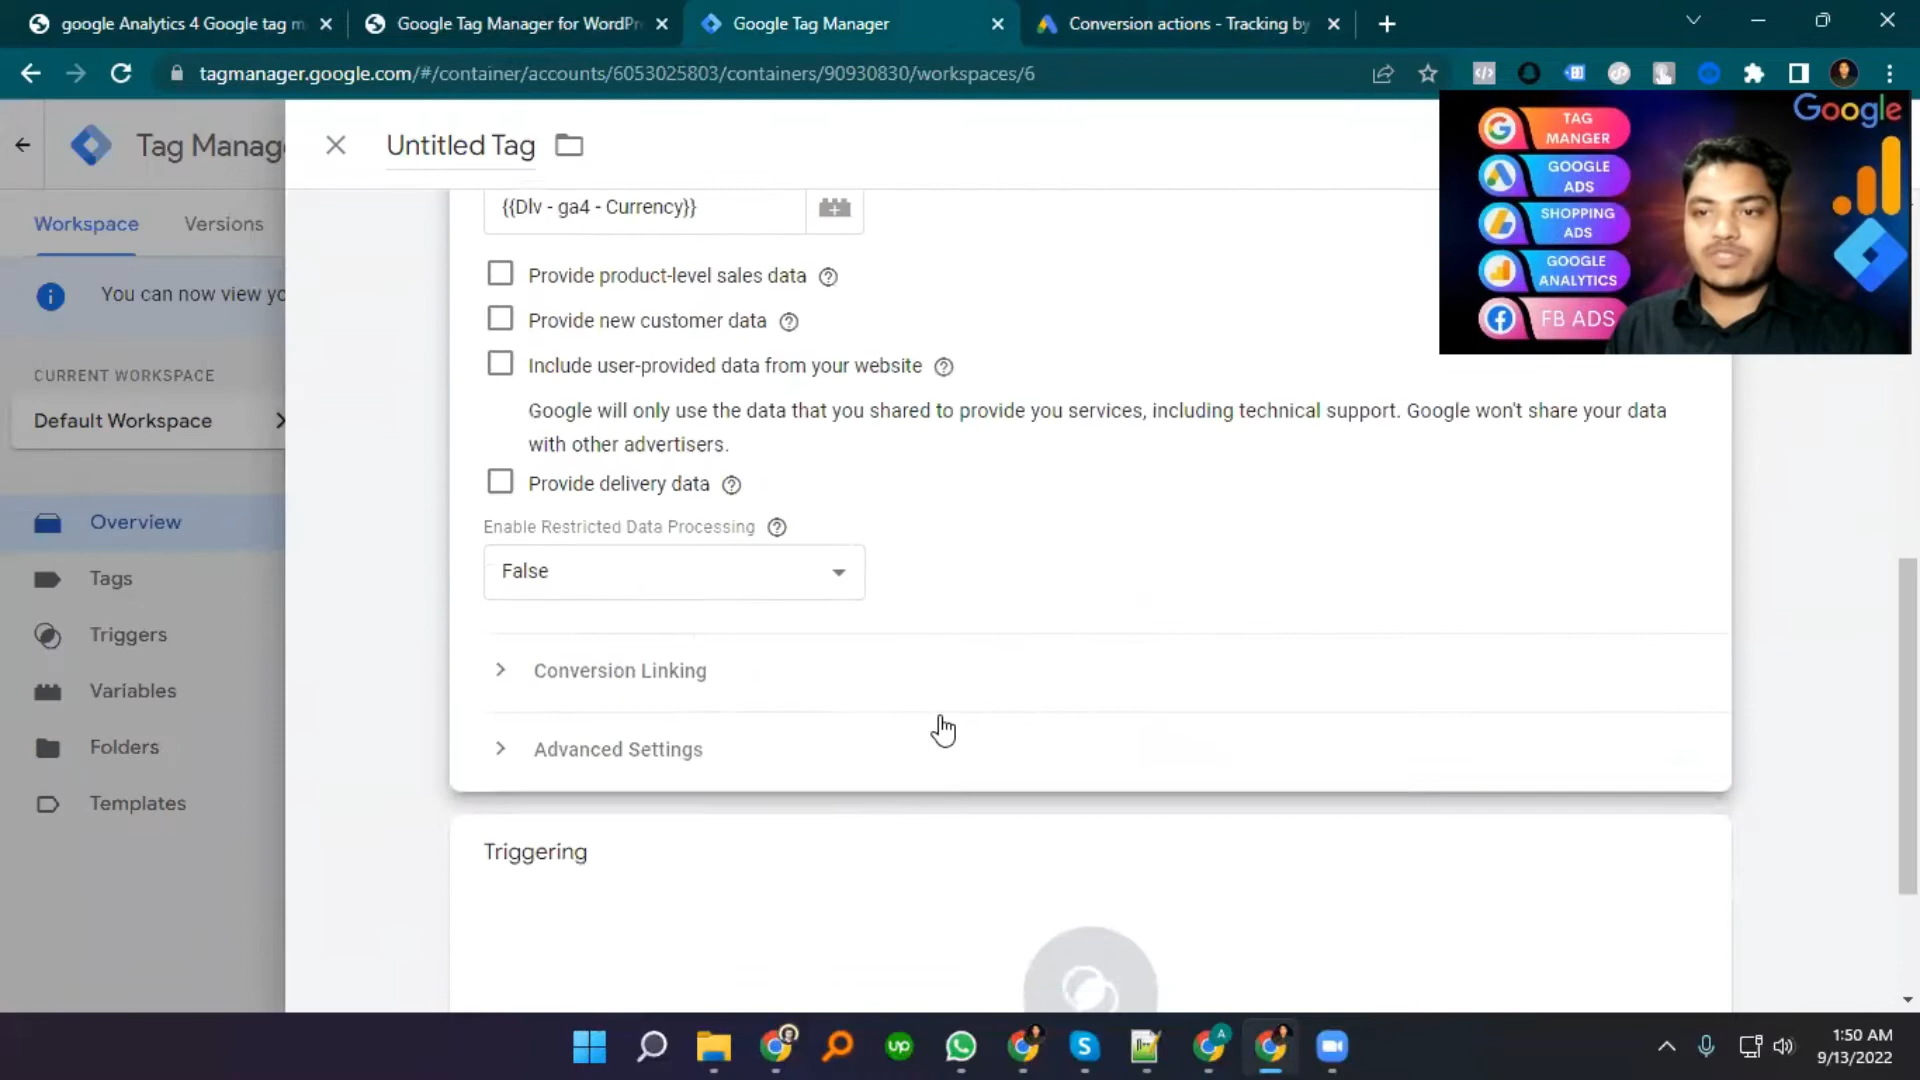 google Analytics 4 Google tag m
Google Tag Manager for WordPr
Google Tag Manager
Conversion actions - Tracking by
tagmanager.google.com/#/container/accounts/6053025803/containers/90930830/workspaces/6
Tag Manag
Untitled Tag
Google
TAG
MANGER
GOOGLE
ADS
SHOPPING
ADS
GOOGLE
ANALYTICS
FB ADS
Workspace
Versions
You can now view yo
CURRENT WORKSPACE
Default Workspace
Overview
Tags
Triggers
Variables
Folders
Templates
{{Dlv - ga4 - Currency}}
Provide product-level sales data
Provide new customer data
Include user-provided data from your website
Google will only use the data that you shared to provide you services, including technical support. Google won't share your data
with other advertisers.
Provide delivery data
Enable Restricted Data Processing
False
Conversion Linking
Advanced Settings
Triggering
up
A
1:50 AM
9/13/2022